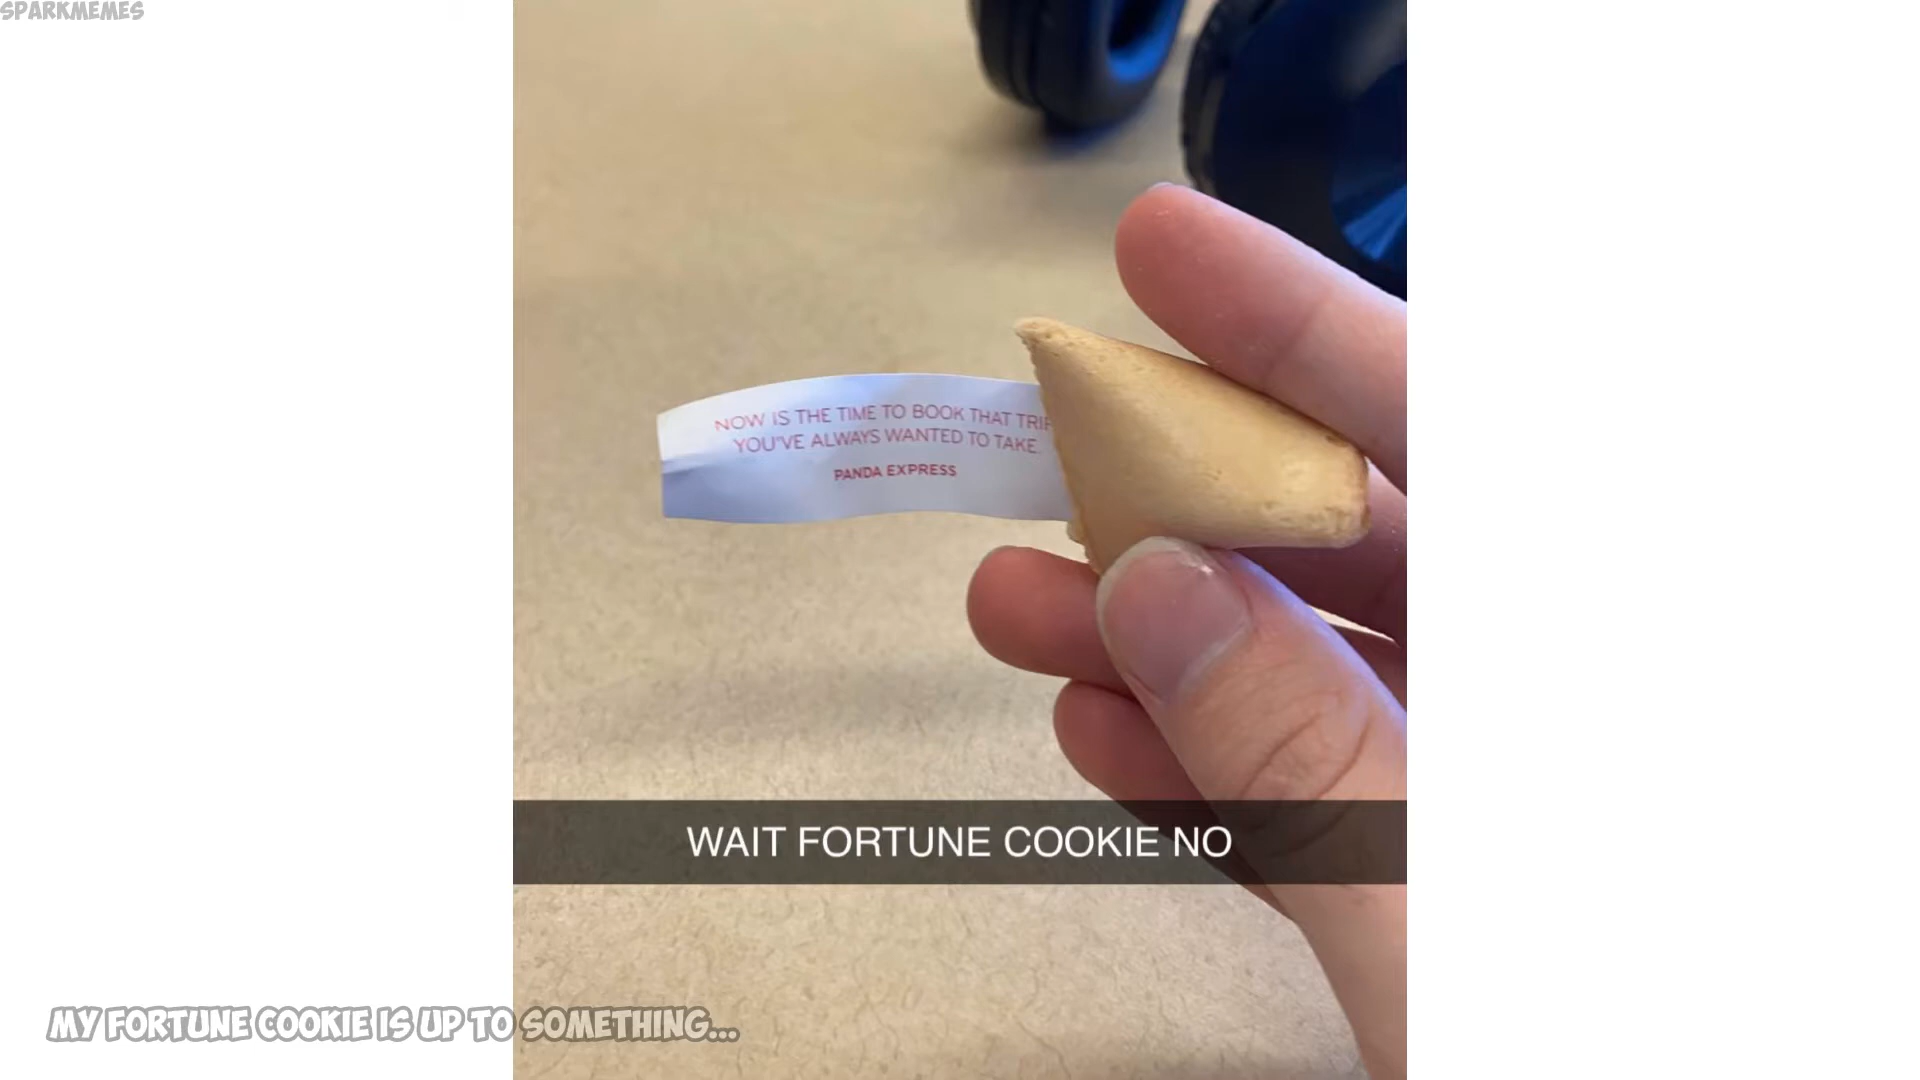 SPARKMEMES
NOW IS THE TIME TO BOOK THAT TRIP
YOU'VE ALWAYS WANTED TO TAKE.
PANDA EXPRESS
WAIT FORTUNE COOKIE NO
MY FORTUNE COOKIE IS UP TO SOMETHING...